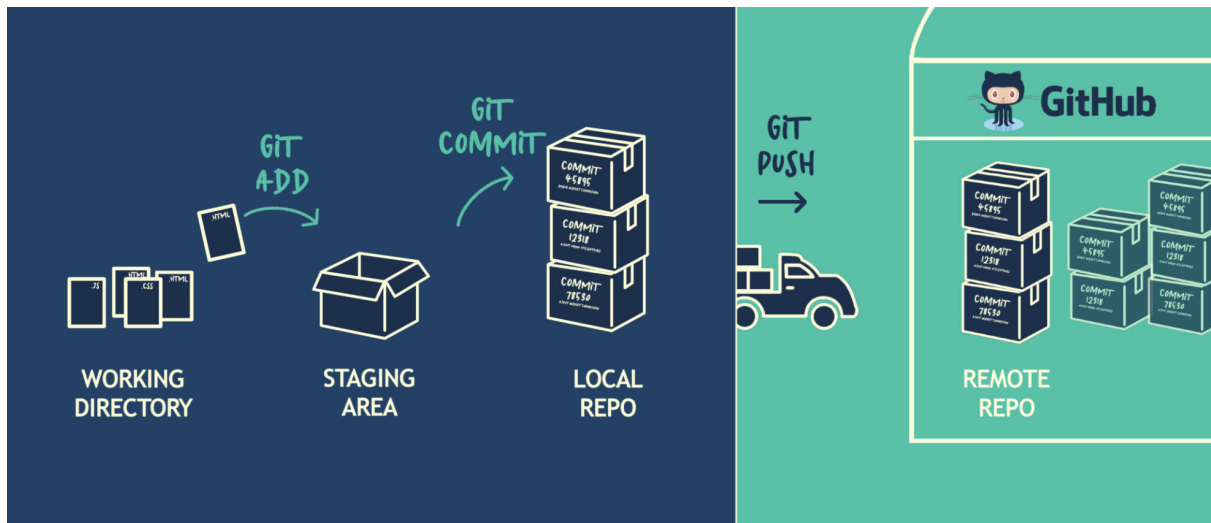 GIT
ADD
GIT
COMMIT
GIT
PUSH
GitHub
.HTML
.JS
.HTML
.CSS
.HTML
COMMIT
45895
COMMIT
12318
COMMIT
78530
COMMIT
45895
COMMIT
12318
COMMIT
78530
COMMIT
45895
COMMIT
12318
COMMIT
45895
COMMIT
12318
COMMIT
78530
WORKING
DIRECTORY
STAGING
AREA
LOCAL
REPO
REMOTE
REPO